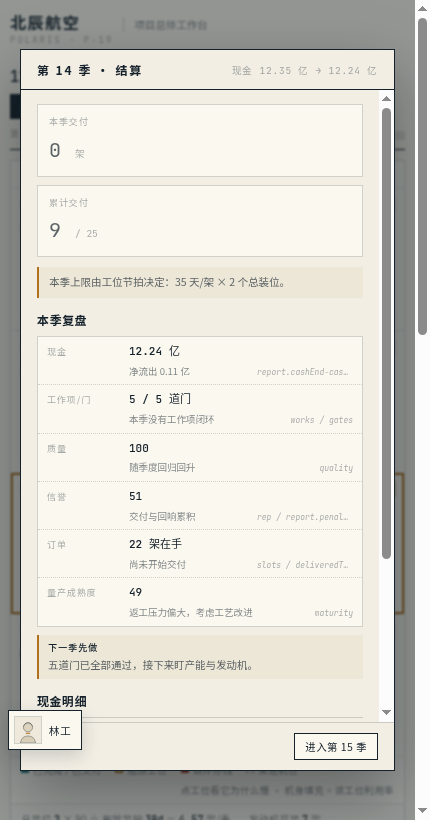 北辰航空
项目总师工作台
POLARIS · P-1V
第 14 季 · 结算
现金 12.35 亿 → 12.24 亿
本季交付
0 架
累计交付
9 / 25
本季上限由工位节拍决定：35 天/架 × 2 个总装位。
本季复盘
现金
12.24 亿
净流出 0.11 亿
report.cashEnd-cas…
工作项/门
5 / 5 道门
本季没有工作项闭环
works / gates
质量
100
随季度回归回升
quality
信誉
51
交付与回响累积
rep / report.penal…
订单
22 架在手
尚未开始交付
slots / deliveredT…
量产成熟度
49
返工压力偏大，考虑工艺改进
maturity
下一季先做
五道门已全部通过，接下来盯产能与发动机。
现金明细
林工
进入第 15 季